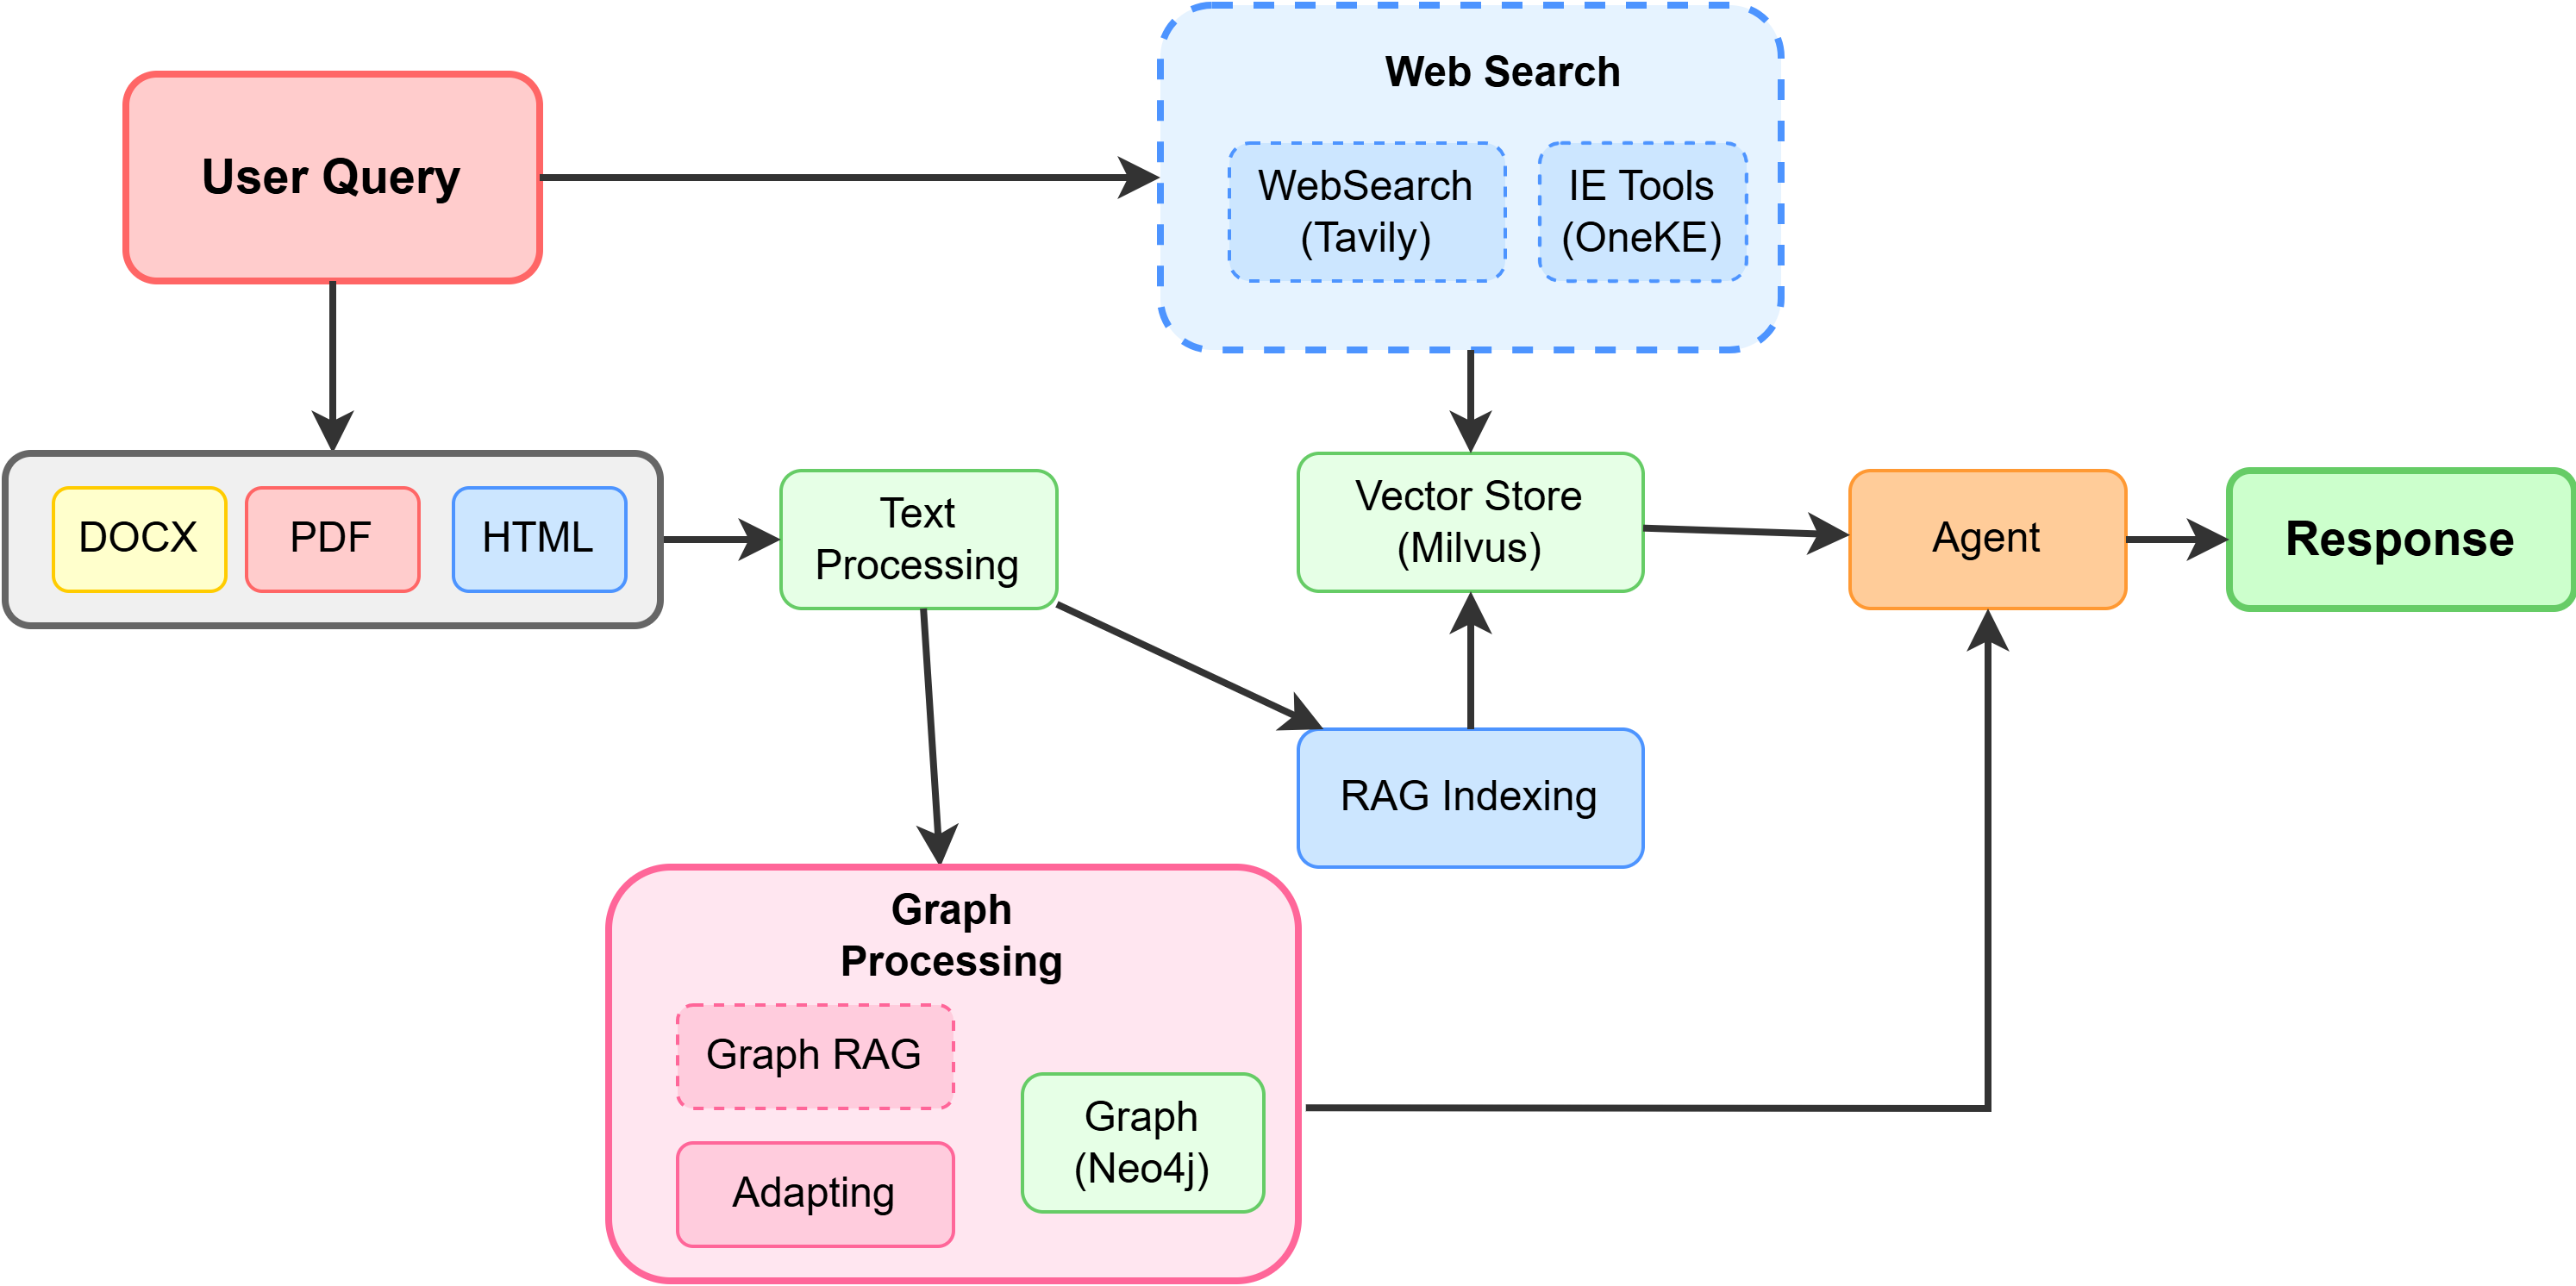 User Query
Web Search
WebSearch
(Tavily)
IE Tools
(OneKE)
DOCX
PDF
HTML
Text
Processing
Vector Store
(Milvus)
Agent
Response
RAG Indexing
Graph
Processing
Graph RAG
Adapting
Graph
(Neo4j)